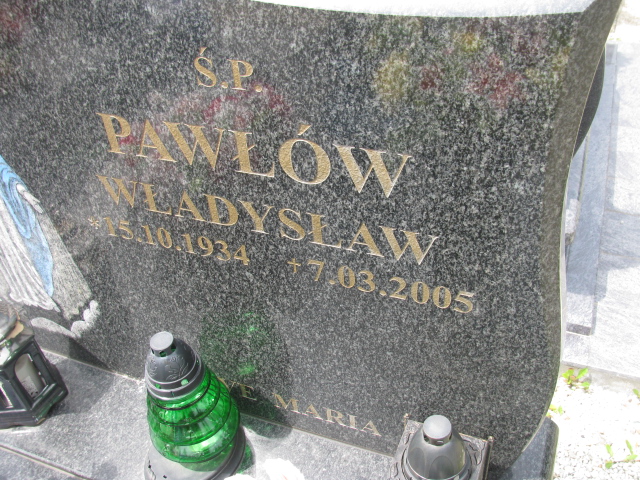 Ś.P.
PAWŁÓW
WŁADYSŁAW
*15.10.1934 +7.03.2005
MARIA